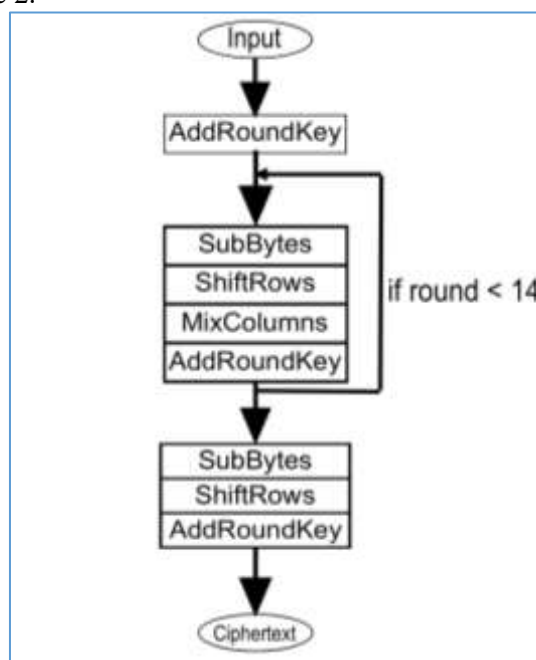 Input
AddRoundKey
SubBytes
ShiftRows
MixColumns
AddRoundKey
if round < 14
SubBytes
ShiftRows
AddRoundKey
Ciphertext